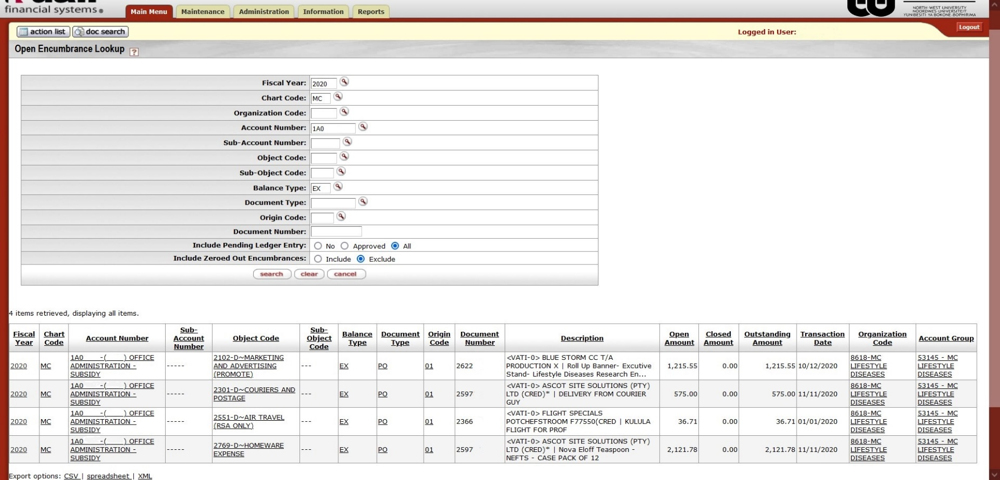 financial systems
Main Menu Maintenance Administration Information Reports
NORTH-WEST UNIVERSITY
NOORDWES-UNIVERSITEIT
YUNIBESITI YA BOKONE-BOPHIRIMA
action list doc search
Logged in User:
Logout
Open Encumbrance Lookup ?
Fiscal Year: 2020
Chart Code: MC
Organization Code:
Account Number: 1A0
Sub-Account Number:
Object Code:
Sub-Object Code:
Balance Type: EX
Document Type:
Origin Code:
Document Number:
Include Pending Ledger Entry: No Approved All
Include Zeroed Out Encumbrances: Include Exclude
search clear cancel
4 items retrieved, displaying all items.
Fiscal Year Chart Code Account Number Sub-Account Number Object Code Sub-Object Code Balance Type Document Type Origin Code Document Number Description Open Amount Closed Amount Outstanding Amount Transaction Date Organization Code Account Group
2020 MC 1A0 -( ) OFFICE ADMINISTRATION - SUBSIDY ----- 2102-D~MARKETING AND ADVERTISING (PROMOTE) --- EX PO 01 2622 <VATI-0> BLUE STORM CC T/A PRODUCTION X | Roll Up Banner- Excutive Stand- Lifestyle Diseases Research En... 1,215.55 0.00 1,215.55 10/12/2020 8618-MC LIFESTYLE DISEASES 53145 - MC LIFESTYLE DISEASES
2020 MC 1A0 -( ) OFFICE ADMINISTRATION - SUBSIDY ----- 2301-D~COURIERS AND POSTAGE --- EX PO 01 2597 <VATI-0> ASCOT SITE SOLUTIONS (PTY) LTD (CRED)* | DELIVERY FROM COURIER GUY 575.00 0.00 575.00 11/11/2020 8618-MC LIFESTYLE DISEASES 53145 - MC LIFESTYLE DISEASES
2020 MC 1A0 -( ) OFFICE ADMINISTRATION - SUBSIDY ----- 2551-D~AIR TRAVEL (RSA ONLY) --- EX PO 01 2366 <VATI-0> FLIGHT SPECIALS POTCHEFSTROOM F77550(CRED | KULULA FLIGHT FOR PROF 36.71 0.00 36.71 01/01/2020 8618-MC LIFESTYLE DISEASES 53145 - MC LIFESTYLE DISEASES
2020 MC 1A0 -( ) OFFICE ADMINISTRATION - SUBSIDY ----- 2769-D~HOMEWARE EXPENSE --- EX PO 01 2597 <VATI-0> ASCOT SITE SOLUTIONS (PTY) LTD (CRED)* | Nova Eloff Teaspoon - NEFTS - CASE PACK OF 12 2,121.78 0.00 2,121.78 11/11/2020 8618-MC LIFESTYLE DISEASES 53145 - MC LIFESTYLE DISEASES
Export options: CSV | spreadsheet | XML